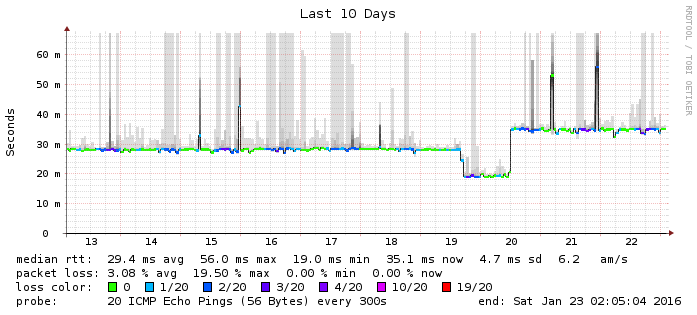 Last 10 Days
RRDTOOL / TOBI OETIKER
Seconds
60 m
50 m
40 m
30 m
20 m
10 m
0
13 14 15 16 17 18 19 20 21 22
median rtt: 29.4 ms avg 56.0 ms max 19.0 ms min 35.1 ms now 4.7 ms sd 6.2 am/s
packet loss: 3.08 % avg 19.50 % max 0.00 % min 0.00 % now
loss color: 0 1/20 2/20 3/20 4/20 10/20 19/20
probe: 20 ICMP Echo Pings (56 Bytes) every 300s end: Sat Jan 23 02:05:04 2016